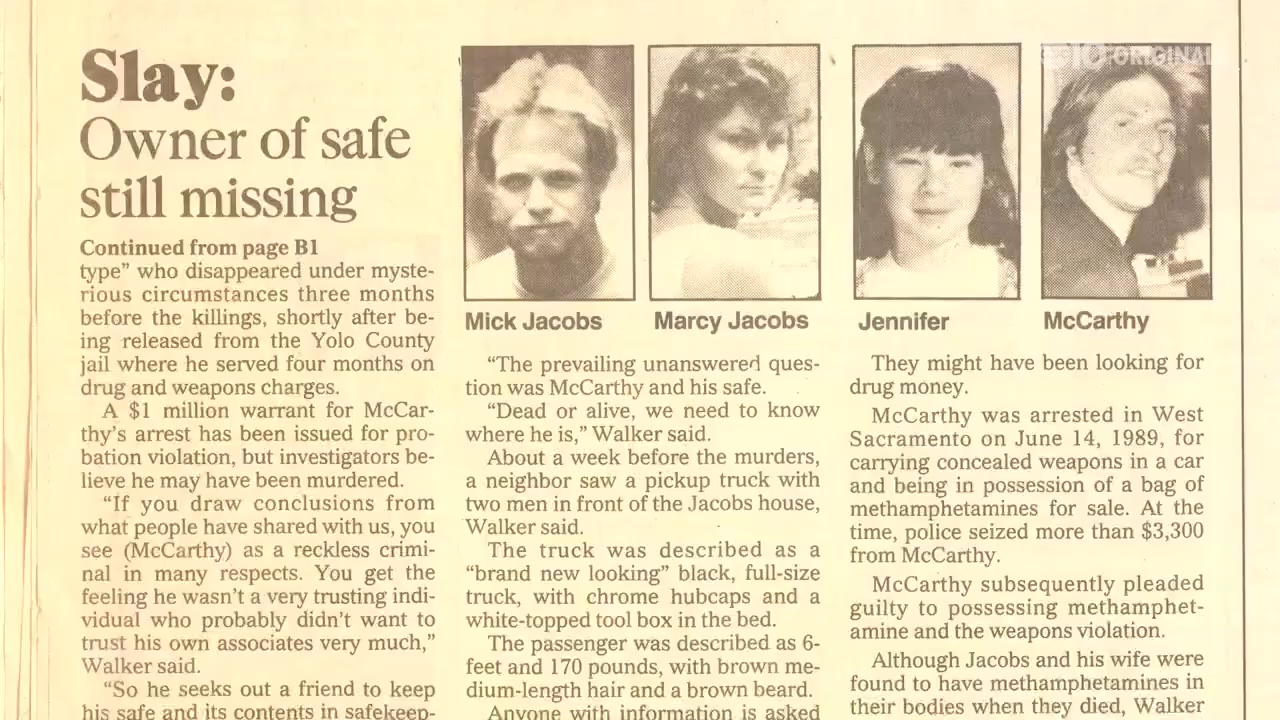 Slay:
Owner of safe
still missing
Continued from page B1
type” who disappeared under myste-
rious circumstances three months
before the killings, shortly after be-
ing released from the Yolo County
jail where he served four months on
drug and weapons charges.
A $1 million warrant for McCar-
thy’s arrest has been issued for pro-
bation violation, but investigators be-
lieve he may have been murdered.
“If you draw conclusions from
what people have shared with us, you
see (McCarthy) as a reckless crimi-
nal in many respects. You get the
feeling he wasn’t a very trusting indi-
vidual who probably didn’t want to
trust his own associates very much,”
Walker said.
“So he seeks out a friend to keep
his safe and its contents in safekeep-
Mick Jacobs
Marcy Jacobs
Jennifer
McCarthy
“The prevailing unanswered ques-
tion was McCarthy and his safe.
“Dead or alive, we need to know
where he is,” Walker said.
About a week before the murders,
a neighbor saw a pickup truck with
two men in front of the Jacobs house,
Walker said.
The truck was described as a
“brand new looking” black, full-size
truck, with chrome hubcaps and a
white-topped tool box in the bed.
The passenger was described as 6-
feet and 170 pounds, with brown me-
dium-length hair and a brown beard.
Anyone with information is asked
They might have been looking for
drug money.
McCarthy was arrested in West
Sacramento on June 14, 1989, for
carrying concealed weapons in a car
and being in possession of a bag of
methamphetamines for sale. At the
time, police seized more than $3,300
from McCarthy.
McCarthy subsequently pleaded
guilty to possessing methamphet-
amine and the weapons violation.
Although Jacobs and his wife were
found to have methamphetamines in
their bodies when they died, Walker
10 ORIGINAL